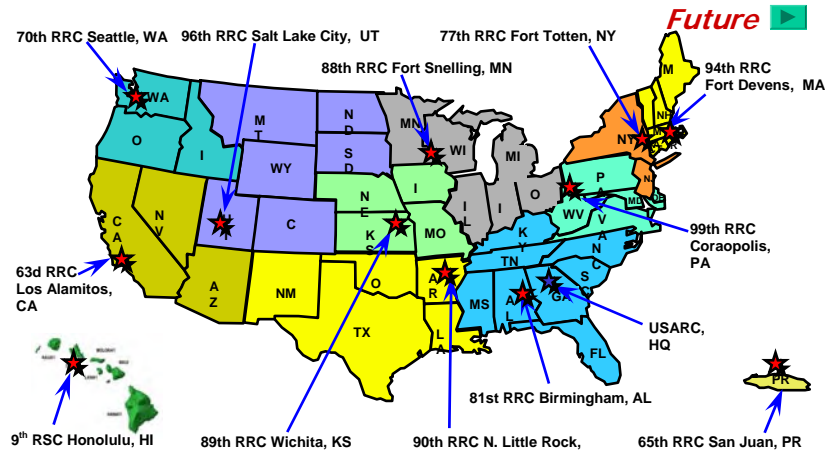 Future
70th RRC Seattle, WA
96th RRC Salt Lake City, UT
77th RRC Fort Totten, NY
88th RRC Fort Snelling, MN
94th RRC
Fort Devens, MA
WA
O
I
M
T
N
D
S
D
WY
MN
WI
MI
NY
M
NH
N
E
K
S
I
MO
I
L
I
O
P
A
WV
V
A
MD
DE
N
C
A
N
V
A
Z
C
NM
O
TX
A
R
L
A
K
Y
TN
N
C
S
C
MS
A
L
GA
FL
99th RRC
Coraopolis,
PA
63d RRC
Los Alamitos,
CA
USARC,
HQ
81st RRC Birmingham, AL
PR
9th RSC Honolulu, HI
89th RRC Wichita, KS
90th RRC N. Little Rock,
65th RRC San Juan, PR